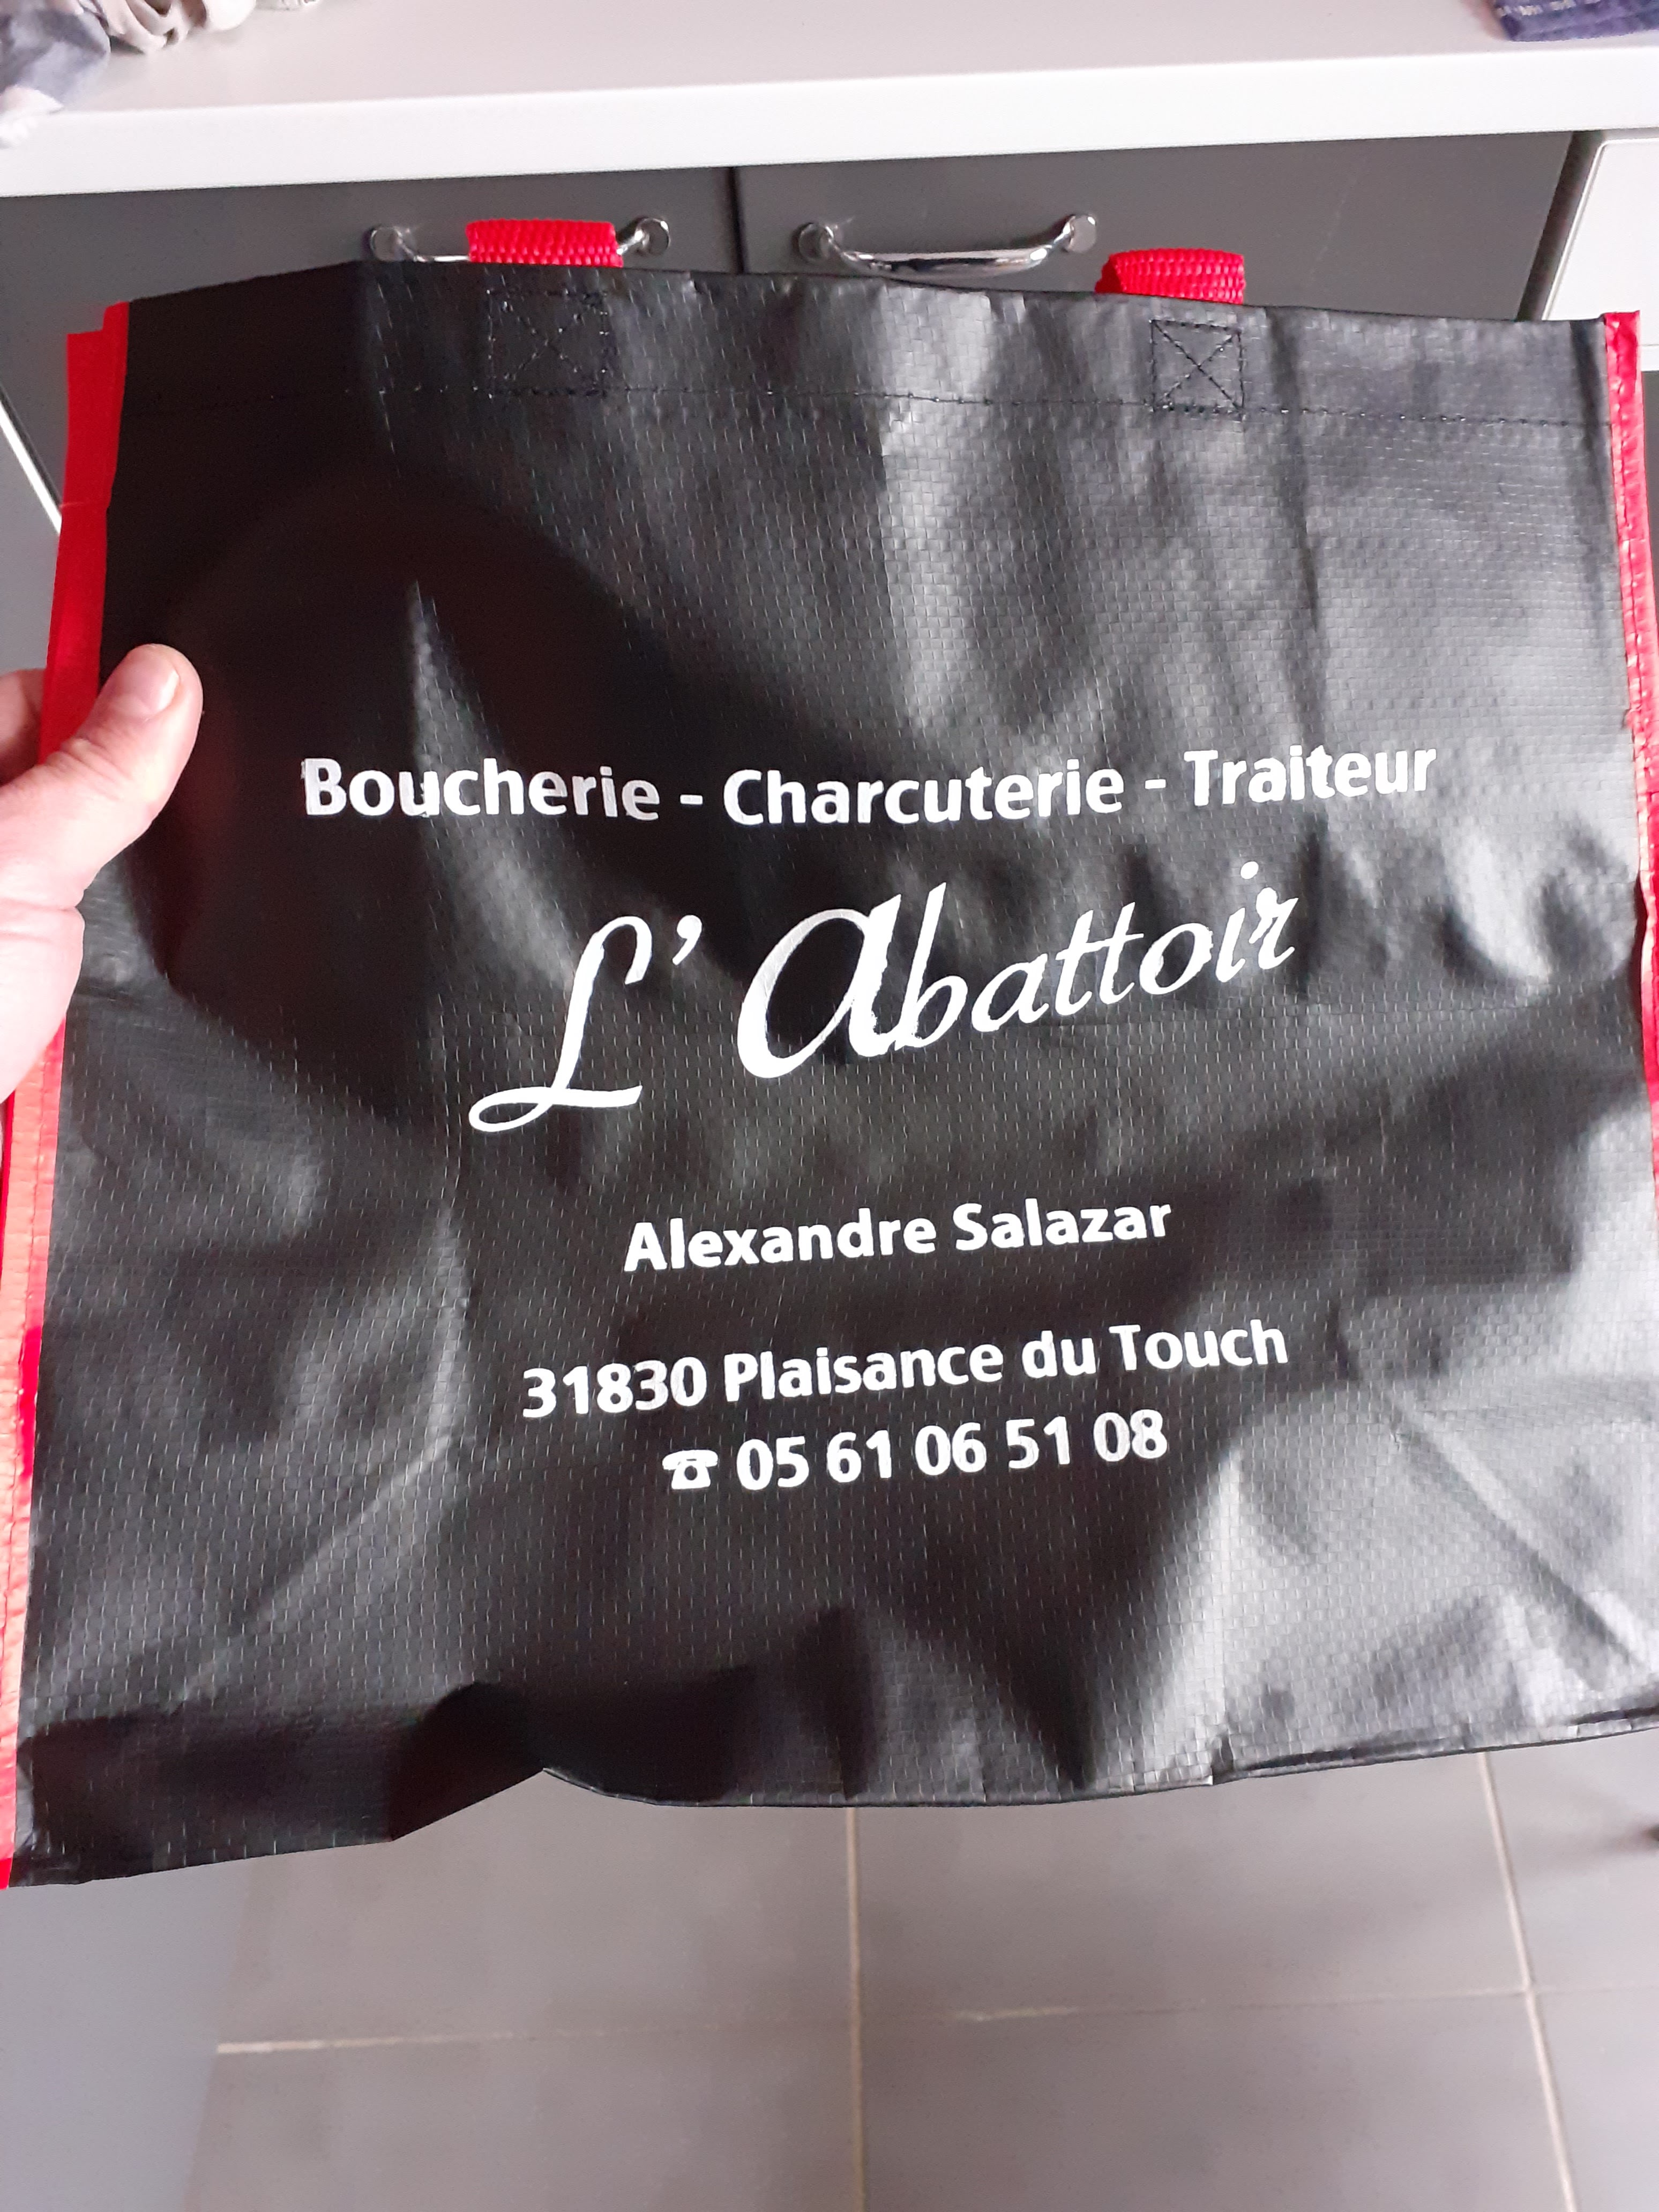 Boucherie - Charcuterie - Traiteur
L'Abattoir
Alexandre Salazar
31830 Plaisance du Touch
☎ 05 61 06 51 08